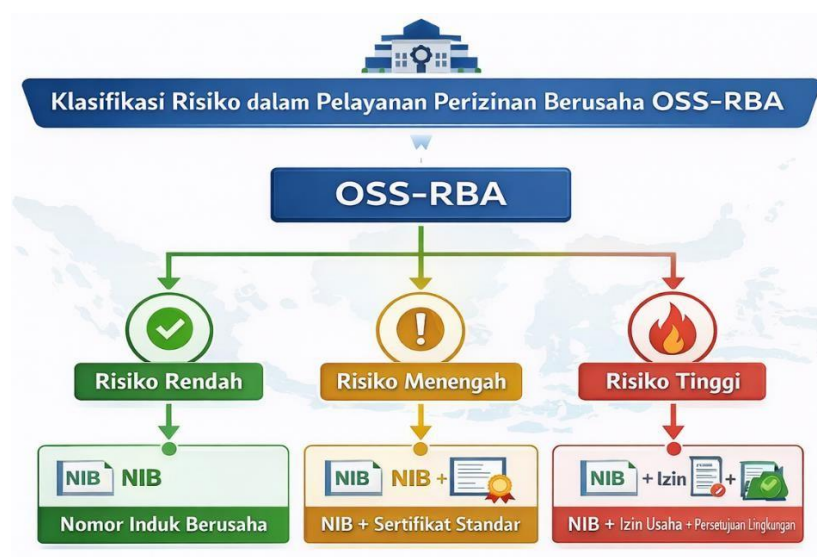 Klasifikasi Risiko dalam Pelayanan Perizinan Berusaha OSS-RBA
OSS-RBA
Risiko Rendah
Risiko Menengah
Risiko Tinggi
NIB NIB
Nomor Induk Berusaha
NIB NIB +
NIB + Sertifikat Standar
NIB + Izin +
NIB + Izin Usaha + Persetujuan Lingkungan